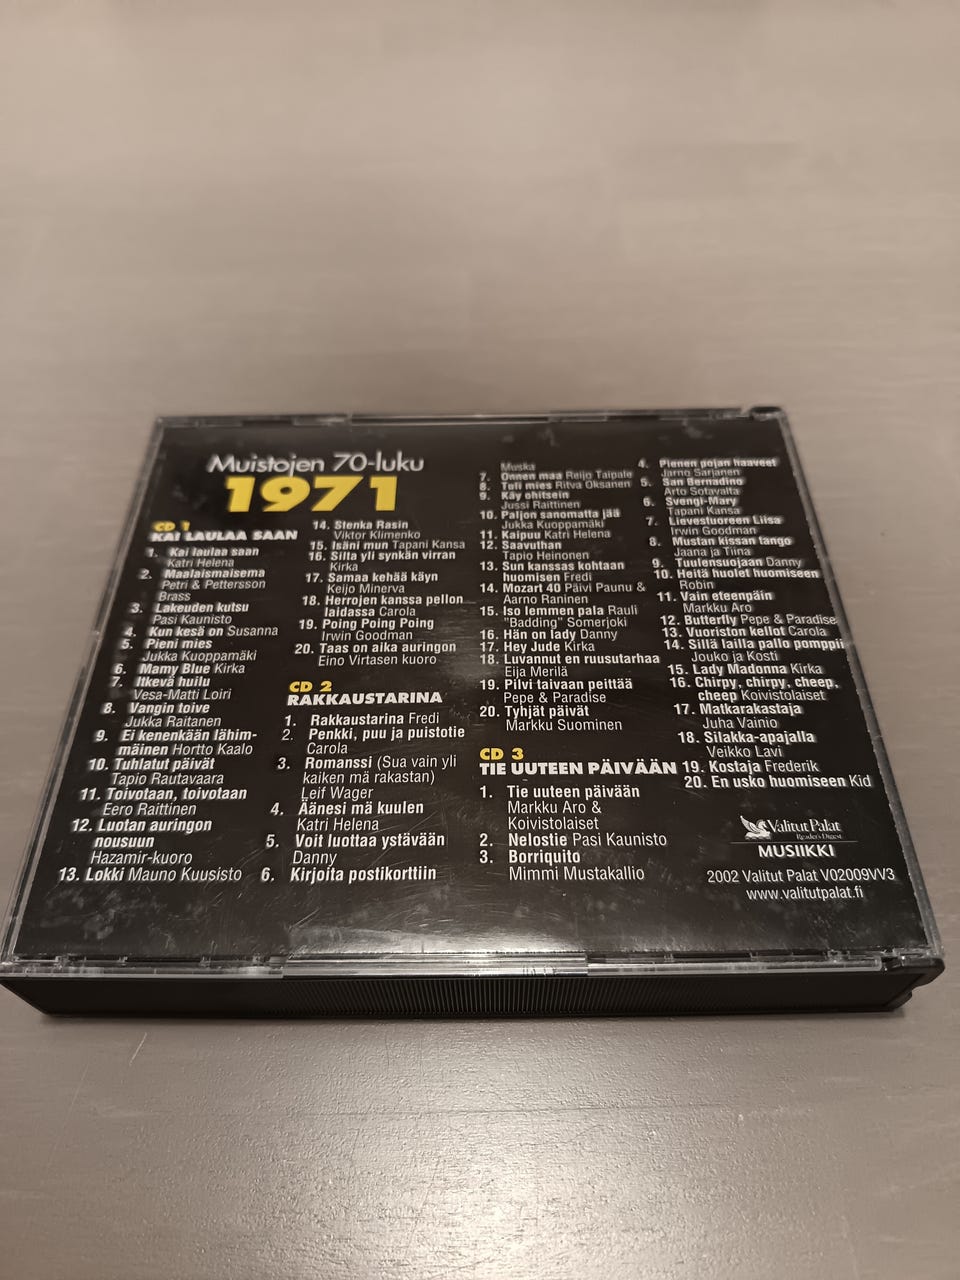 Muistojen 70-luku
1971
CD 1
KAI LAULAA SAAN
1. Kai laulaa saan
Katri Helena
2. Maalaismaisema
Petri & Pettersson
Brass
3. Lakeuden kutsu
Pasi Kaunisto
4. Kun kesä on Susanna
5. Pieni mies
Jukka Kuoppamäki
6. Mamy Blue Kirka
7. Itkevä huilu
Vesa-Matti Loiri
8. Vangin toive
Jukka Raitanen
9. Ei kenenkään lähim-
mäinen Hortto Kaalo
10. Tuhlatut päivät
Tapio Rautavaara
11. Toivotaan, toivotaan
Eero Raittinen
12. Luotan auringon
nousuun
Hazamir-kuoro
13. Lokki Mauno Kuusisto
14. Stenka Rasin
Viktor Klimenko
15. Isäni mun Tapani Kansa
16. Silta yli synkän virran
Kirka
17. Samaa kehää käyn
Keijo Minerva
18. Herrojen kanssa pellon
laidassa Carola
19. Poing Poing Poing
Irwin Goodman
20. Taas on aika auringon
Eino Virtasen kuoro
CD 2
RAKKAUSTARINA
1. Rakkaustarina Fredi
2. Penkki, puu ja puistotie
Carola
3. Romanssi (Sua vain yli
kaiken mä rakastan)
Leif Wager
4. Äänesi mä kuulen
Katri Helena
5. Voit luottaa ystävään
Danny
6. Kirjoita postikorttiin
Muska
7. Onnen maa Reijo Taipale
8. Tuli mies Ritva Oksanen
9. Käy ohitsein
Jussi Raittinen
10. Paljon sanomatta jää
Jukka Kuoppamäki
11. Kaipuu Katri Helena
12. Saavuthan
Tapio Heinonen
13. Sun kanssas kohtaan
huomisen Fredi
14. Mozart 40 Päivi Paunu &
Aarno Raninen
15. Iso lemmen pala Rauli
"Badding" Somerjoki
16. Hän on lady Danny
17. Hey Jude Kirka
18. Luvannut en ruusutarhaa
Eija Merilä
19. Pilvi taivaan peittää
Pepe & Paradise
20. Tyhjät päivät
Markku Suominen
CD 3
TIE UUTEEN PÄIVÄÄN
1. Tie uuteen päivään
Markku Aro &
Koivistolaiset
2. Nelostie Pasi Kaunisto
3. Borriquito
Mimmi Mustakallio
4. Pienen pojan haaveet
Jarno Sarjanen
5. San Bernadino
Arto Sotavalta
6. Svengi-Mary
Tapani Kansa
7. Lievestuoreen Liisa
Irwin Goodman
8. Mustan kissan tango
Jaana ja Tiina
9. Tuulensuojaan Danny
10. Heitä huolet huomiseen
Robin
11. Vain eteenpäin
Markku Aro
12. Butterfly Pepe & Paradise
13. Vuoriston kellot Carola
14. Sillä lailla pallo pomppii
Jouko ja Kosti
15. Lady Madonna Kirka
16. Chirpy, chirpy, cheep,
cheep Koivistolaiset
17. Matkarakastaja
Juha Vainio
18. Silakka-apajalla
Veikko Lavi
19. Kostaja Frederik
20. En usko huomiseen Kid
Valitut Palat
Reader's Digest
MUSIIKKI
2002 Valitut Palat V02009VV3
www.valitutpalat.fi